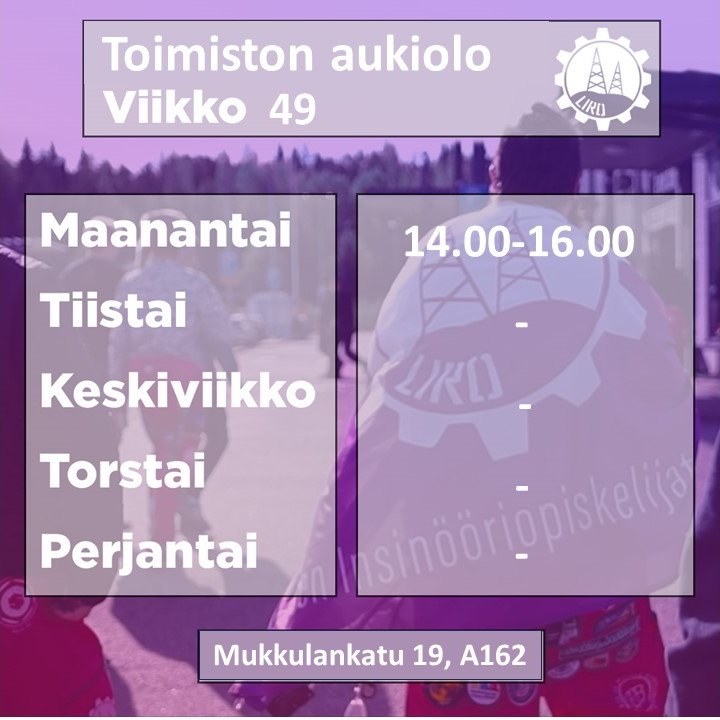 Toimiston aukiolo
Viikko 49
LIRO
Maanantai 14.00-16.00
Tiistai -
Keskiviikko -
Torstai -
Perjantai -
LIRO
Insinööriopiskelijat
Mukkulankatu 19, A162